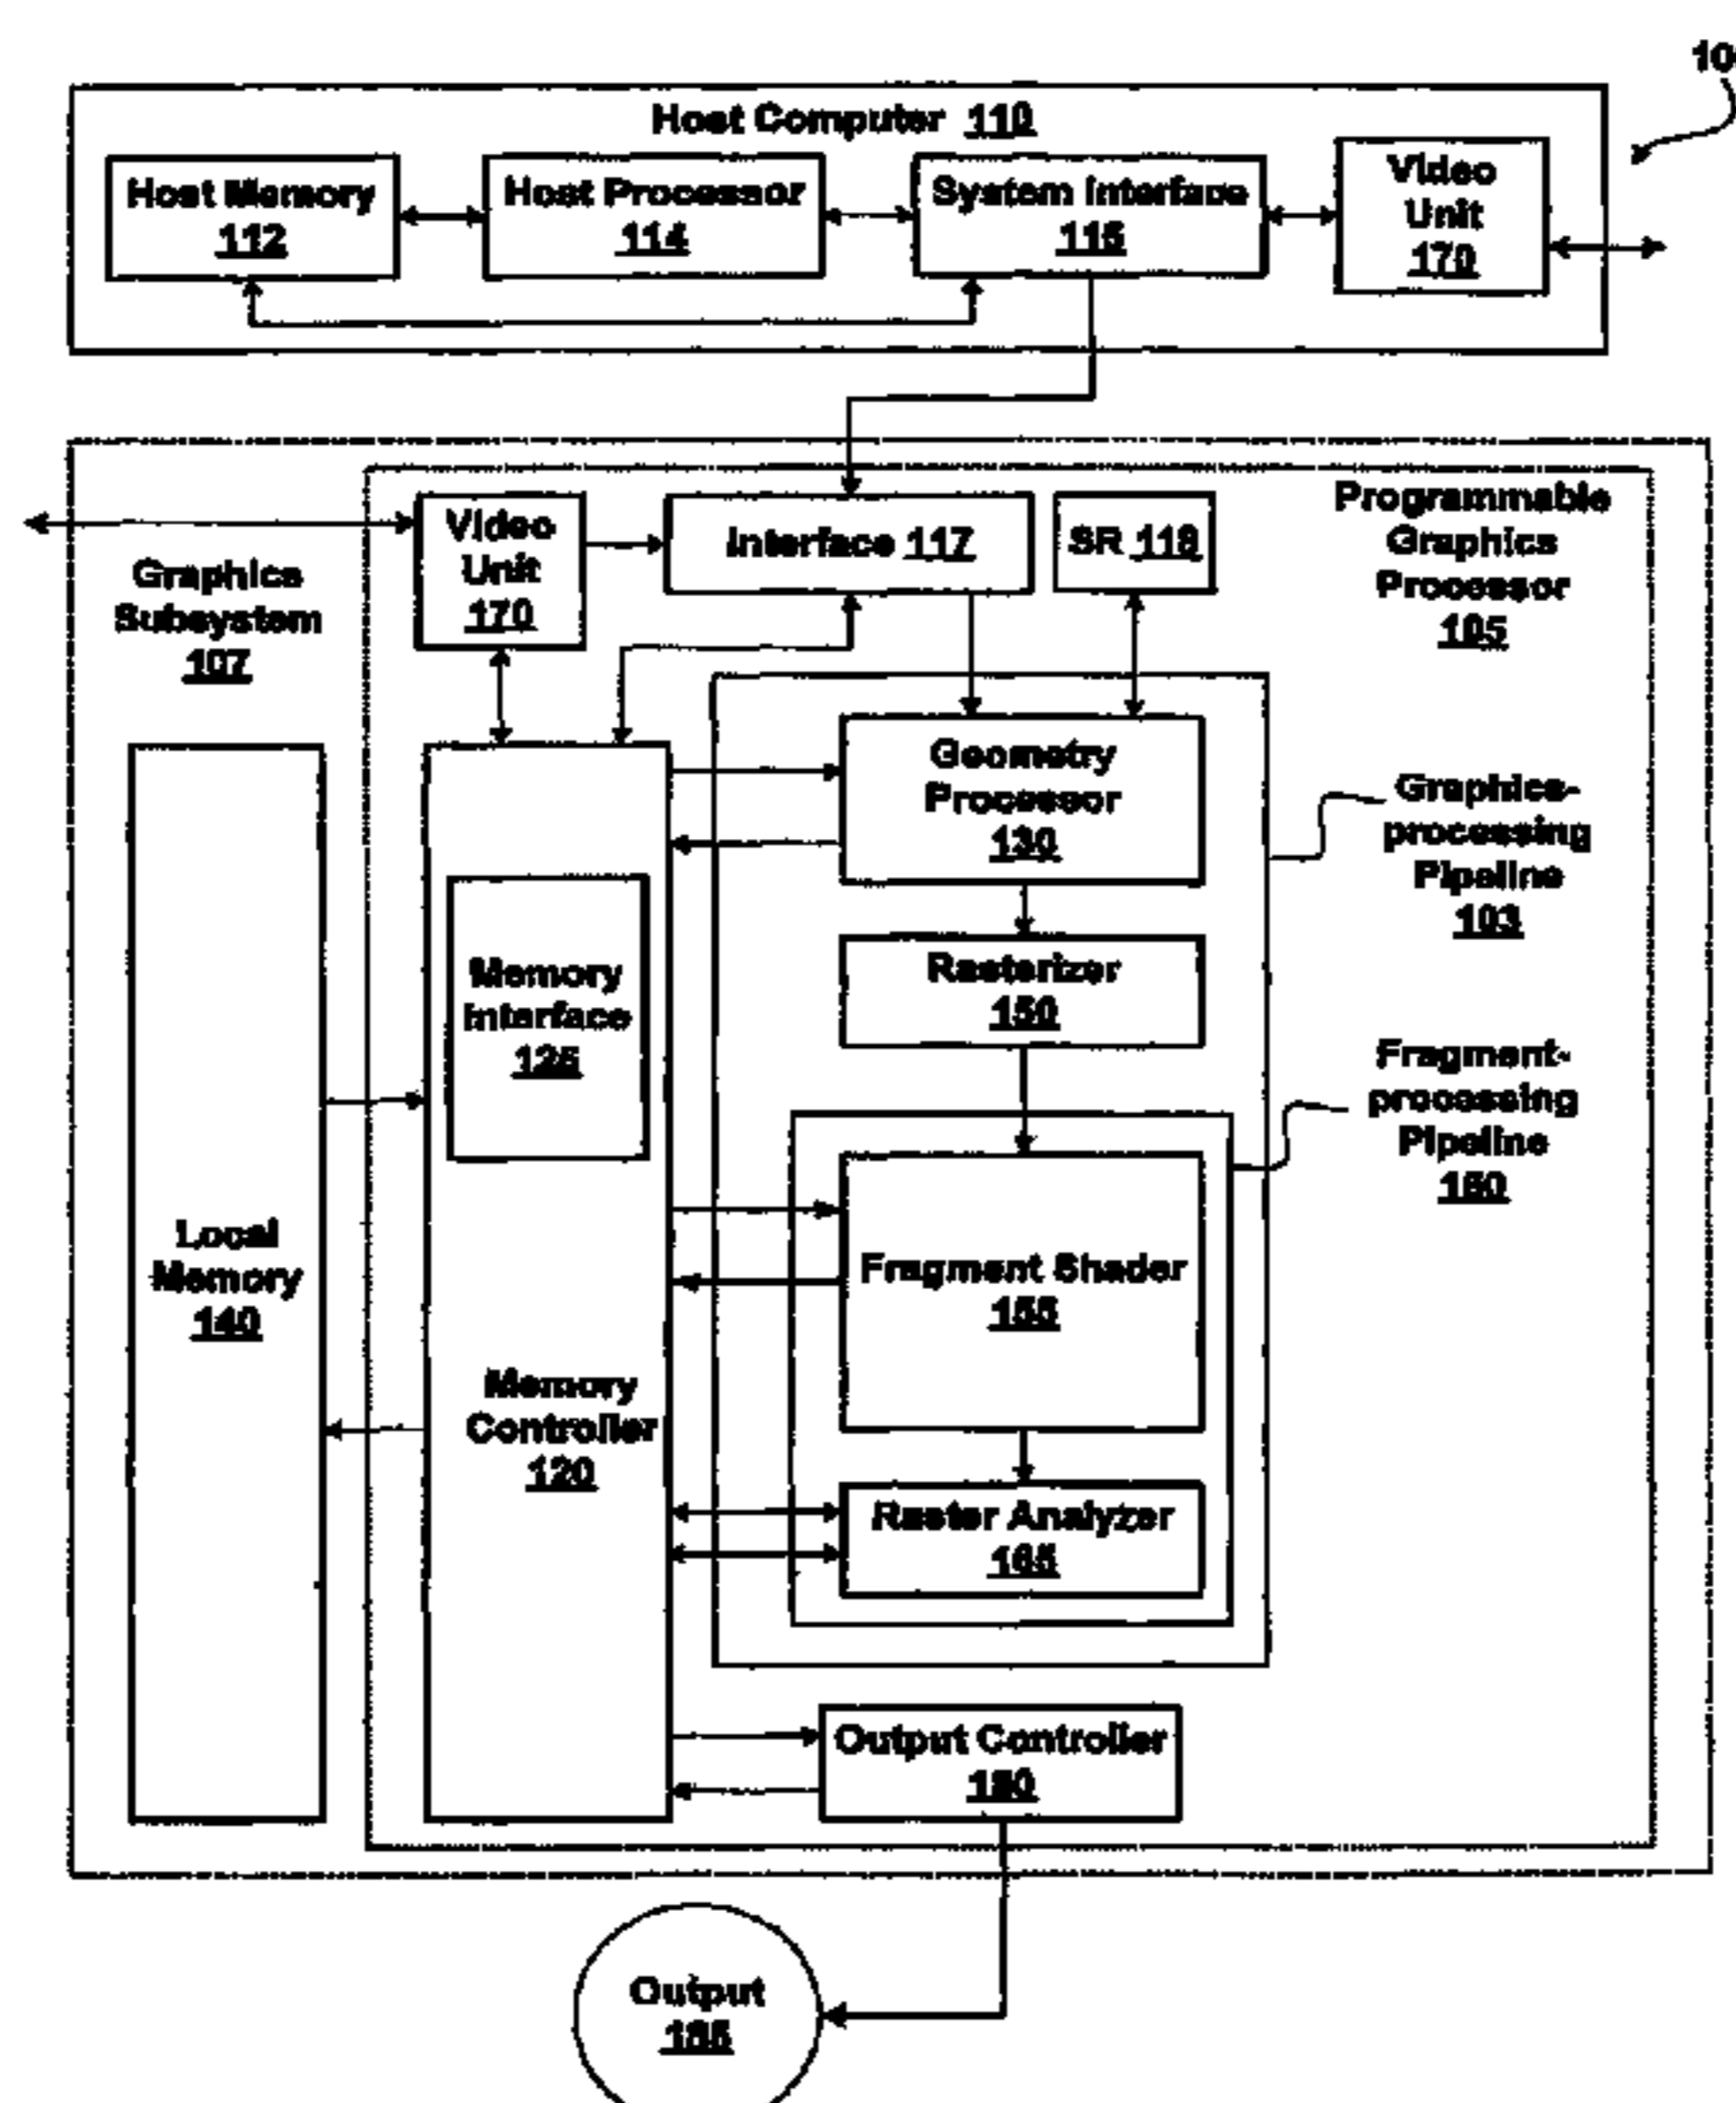 10
Host Computer 110
Host Memory
112
Host Processor
114
System Interface
115
Video
Unit
170
Graphics
Subsystem
107
Video
Unit
170
Interface 117
SR 118
Programmable
Graphics
Processor
105
Geometry
Processor
130
Graphics-
processing
Pipeline
103
Memory
Interface
125
Rasterizer
150
Fragment-
processing
Pipeline
160
Local
Memory
140
Fragment Shader
155
Memory
Controller
120
Raster Analyzer
165
Output Controller
180
Output
185